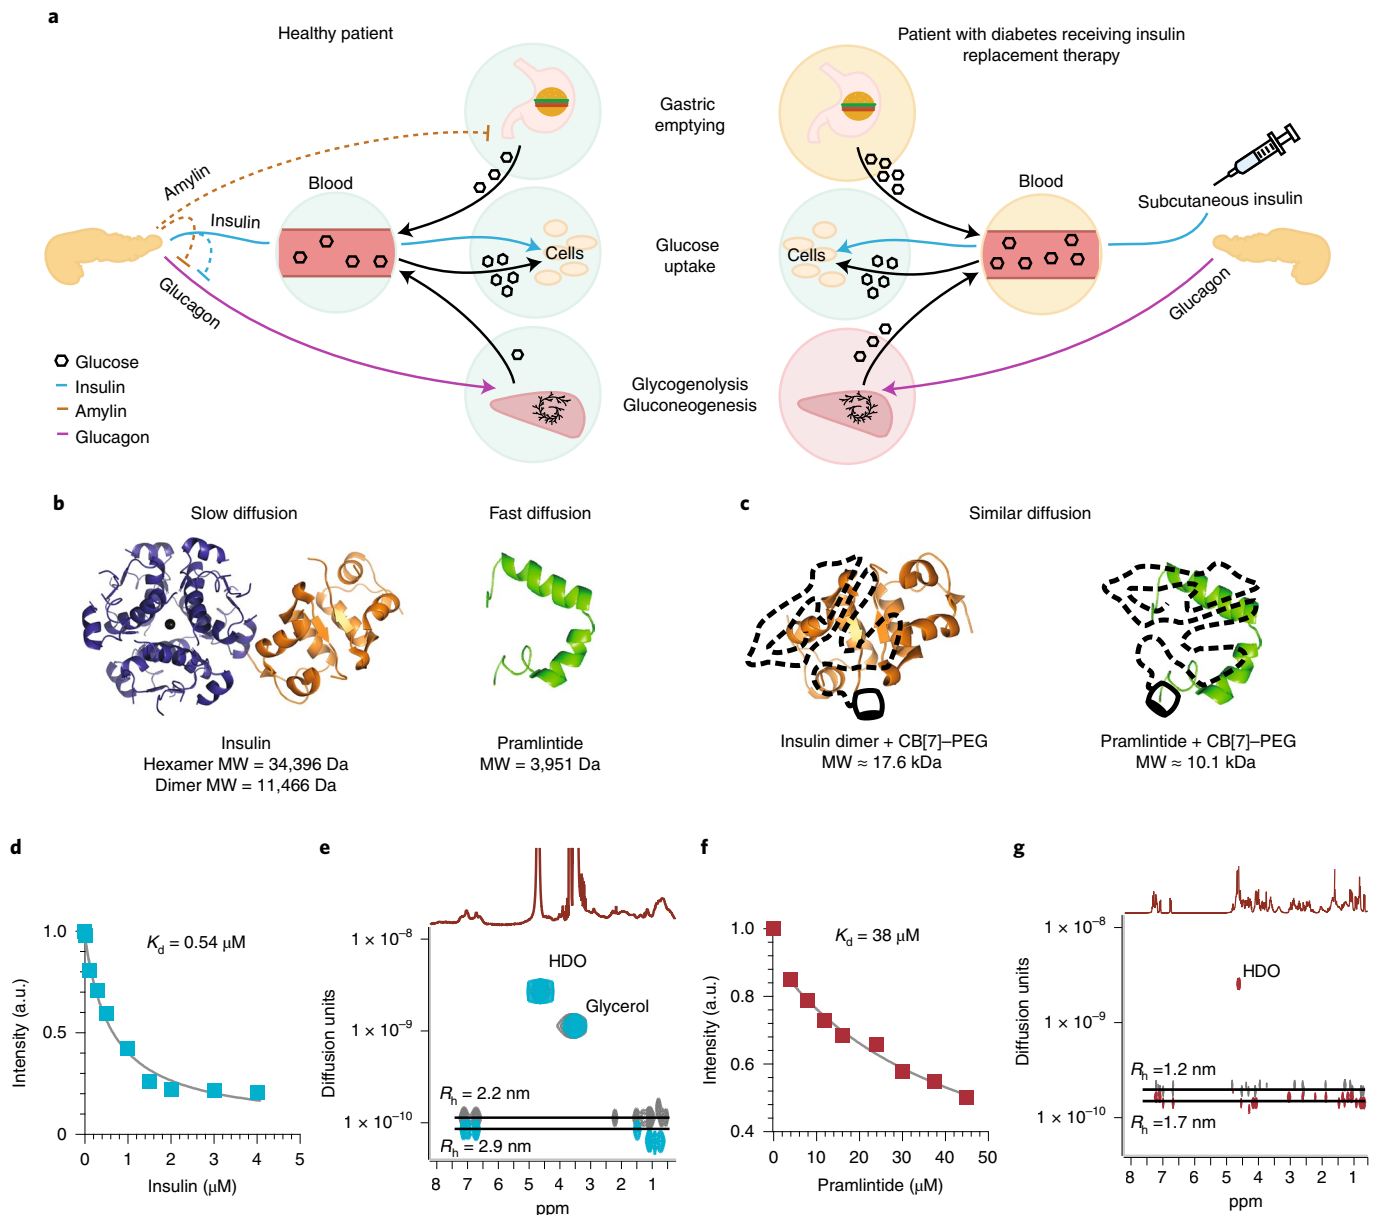 a
Healthy patient
Patient with diabetes receiving insulin
replacement therapy
Gastric
emptying
Amylin
Blood
Insulin
Glucagon
Cells
Glucose
uptake
Cells
Blood
Subcutaneous insulin
Glucagon
Glucose
Insulin
Amylin
Glucagon
Glycogenolysis
Gluconeogenesis
b
Slow diffusion
Fast diffusion
Insulin
Hexamer MW = 34,396 Da
Dimer MW = 11,466 Da
Pramlintide
MW = 3,951 Da
c
Similar diffusion
Insulin dimer + CB[7]–PEG
MW ≈ 17.6 kDa
Pramlintide + CB[7]–PEG
MW ≈ 10.1 kDa
d
Kd = 0.54 μM
Intensity (a.u.)
1.0
0.5
0
0 1 2 3 4 5
Insulin (μM)
e
Diffusion units
1 × 10⁻⁸
1 × 10⁻⁹
1 × 10⁻¹⁰
HDO
Glycerol
Rh = 2.2 nm
Rh = 2.9 nm
8 7 6 5 4 3 2 1
ppm
f
Kd = 38 μM
Intensity (a.u.)
1.0
0.8
0.6
0.4
0 10 20 30 40 50
Pramlintide (μM)
g
Diffusion units
1 × 10⁻⁸
1 × 10⁻⁹
1 × 10⁻¹⁰
HDO
Rh =1.2 nm
Rh =1.7 nm
8 7 6 5 4 3 2 1
ppm